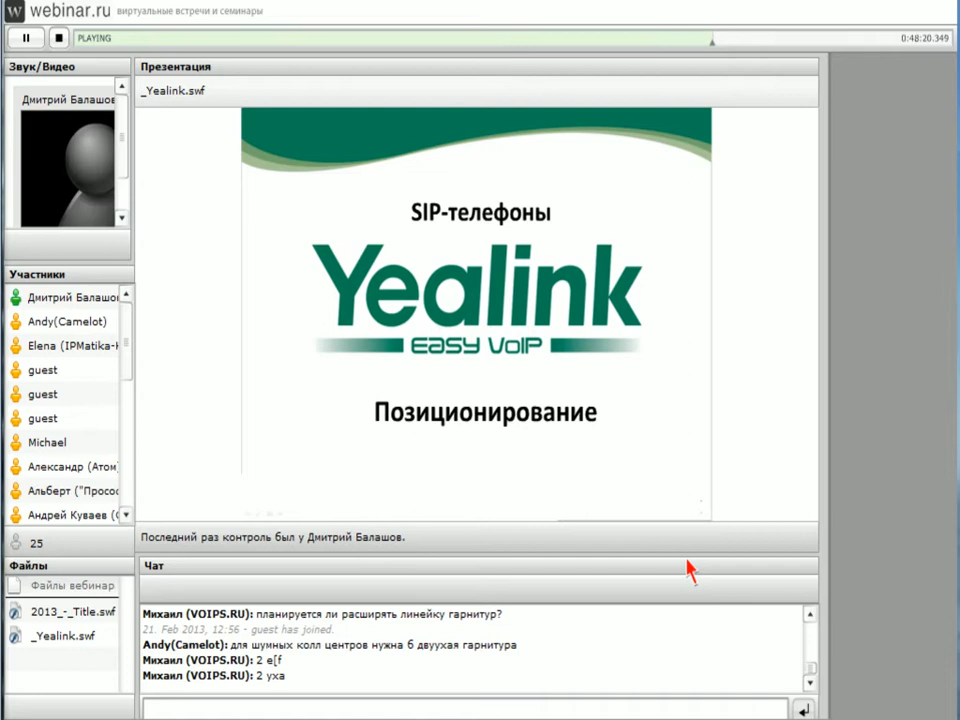 w webinar.ru виртуальные встречи и семинары
PLAYING 0:48:20.349
Звук/Видео
Дмитрий Балашов
Участники
Дмитрий Балашо
Andy(Camelot)
Elena (IPMatika-
guest
guest
guest
Michael
Александр (Атом
Альберт ("Просо
Андрей Куваев (
25
Файлы
Файлы вебинар
2013_-_Title.swf
_Yealink.swf
Презентация
_Yealink.swf
SIP-телефоны
Yealink
EASY VoIP
Позиционирование
Последний раз контроль был у Дмитрий Балашов.
Чат
Михаил (VOIPS.RU): планируется ли расширять линейку гарнитур?
21. Feb 2013, 12:56 - guest has joined.
Andy(Camelot): для шумных колл центров нужна б двуухая гарнитура
Михаил (VOIPS.RU): 2 е[f
Михаил (VOIPS.RU): 2 уха